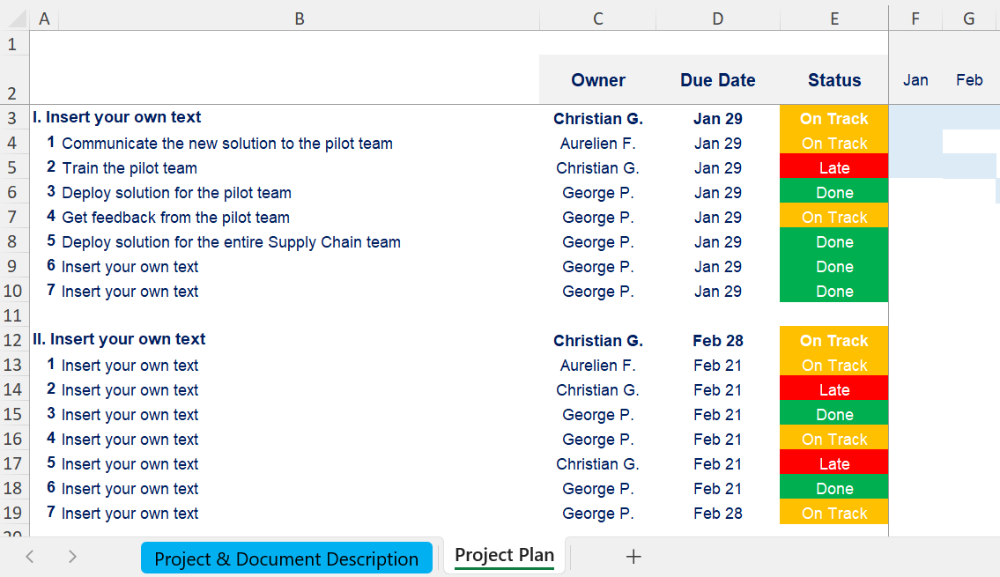 A B C D E F G
1
2 Owner Due Date Status Jan Feb
3 I. Insert your own text Christian G. Jan 29 On Track
4 1 Communicate the new solution to the pilot team Aurelien F. Jan 29 On Track
5 2 Train the pilot team Christian G. Jan 29 Late
6 3 Deploy solution for the pilot team George P. Jan 29 Done
7 4 Get feedback from the pilot team George P. Jan 29 On Track
8 5 Deploy solution for the entire Supply Chain team George P. Jan 29 Done
9 6 Insert your own text George P. Jan 29 Done
10 7 Insert your own text George P. Jan 29 Done
11
12 II. Insert your own text Christian G. Feb 28 On Track
13 1 Insert your own text Aurelien F. Feb 21 On Track
14 2 Insert your own text Christian G. Feb 21 Late
15 3 Insert your own text George P. Feb 21 Done
16 4 Insert your own text George P. Feb 21 On Track
17 5 Insert your own text Christian G. Feb 21 Late
18 6 Insert your own text George P. Feb 21 Done
19 7 Insert your own text George P. Feb 28 On Track
20
Project & Document Description Project Plan